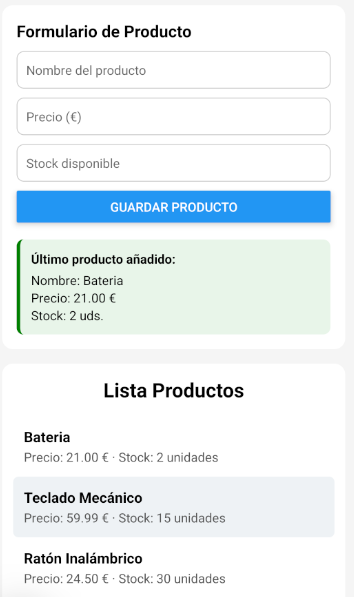 Formulario de Producto
Nombre del producto
Precio (€)
Stock disponible
GUARDAR PRODUCTO
Último producto añadido:
Nombre: Bateria
Precio: 21.00 €
Stock: 2 uds.
Lista Productos
Bateria
Precio: 21.00 € · Stock: 2 unidades
Teclado Mecánico
Precio: 59.99 € · Stock: 15 unidades
Ratón Inalámbrico
Precio: 24.50 € · Stock: 30 unidades